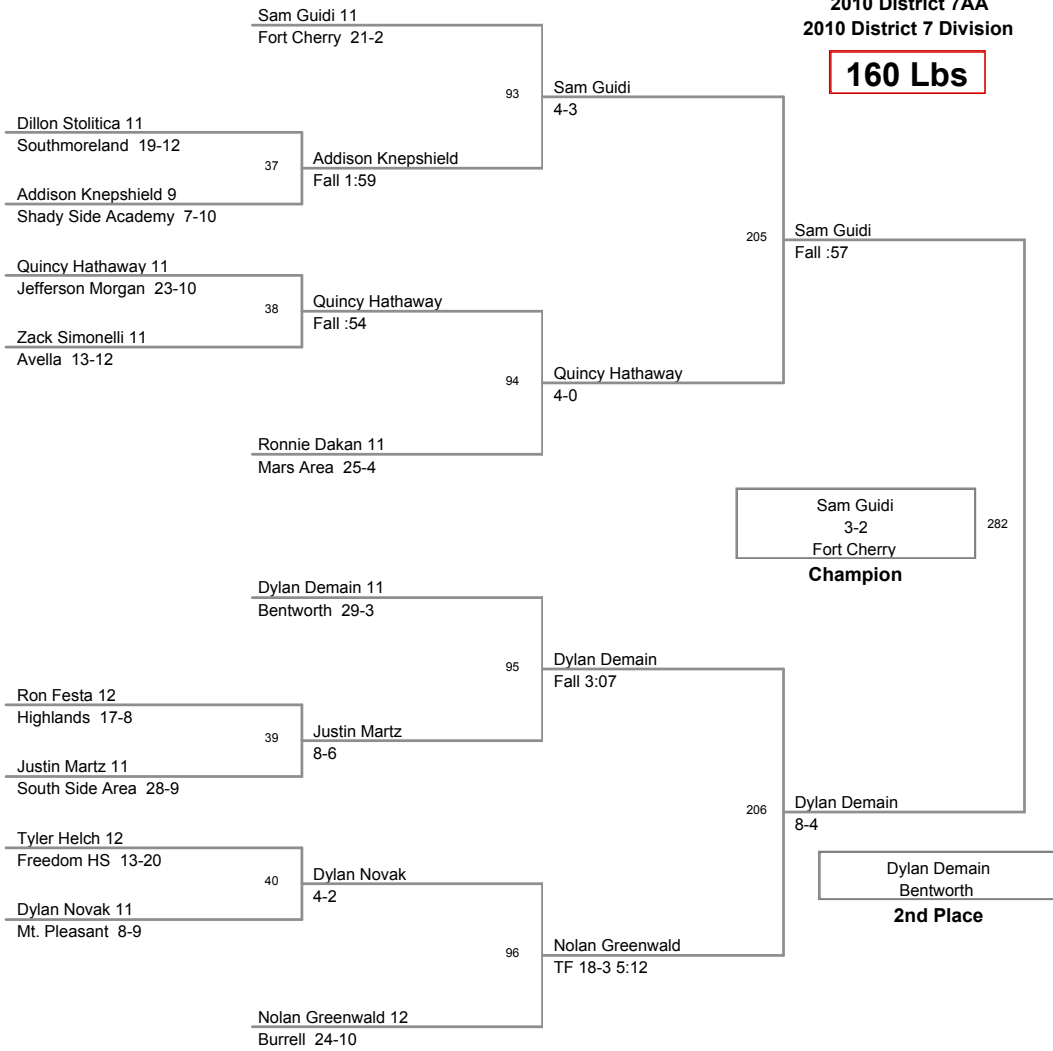 2010 District 7AA
2010 District 7 Division
160 Lbs
Sam Guidi 11
Fort Cherry 21-2
93
Sam Guidi
4-3
Dillon Stolitica 11
Southmoreland 19-12
37
Addison Knepshield
Fall 1:59
Addison Knepshield 9
Shady Side Academy 7-10
205
Sam Guidi
Fall :57
Quincy Hathaway 11
Jefferson Morgan 23-10
38
Quincy Hathaway
Fall :54
Zack Simonelli 11
Avella 13-12
94
Quincy Hathaway
4-0
Ronnie Dakan 11
Mars Area 25-4
Sam Guidi
3-2
Fort Cherry
282
Champion
Dylan Demain 11
Bentworth 29-3
95
Dylan Demain
Fall 3:07
Ron Festa 12
Highlands 17-8
39
Justin Martz
8-6
Justin Martz 11
South Side Area 28-9
206
Dylan Demain
8-4
Tyler Helch 12
Freedom HS 13-20
40
Dylan Novak
4-2
Dylan Novak 11
Mt. Pleasant 8-9
Dylan Demain
Bentworth
2nd Place
96
Nolan Greenwald
TF 18-3 5:12
Nolan Greenwald 12
Burrell 24-10